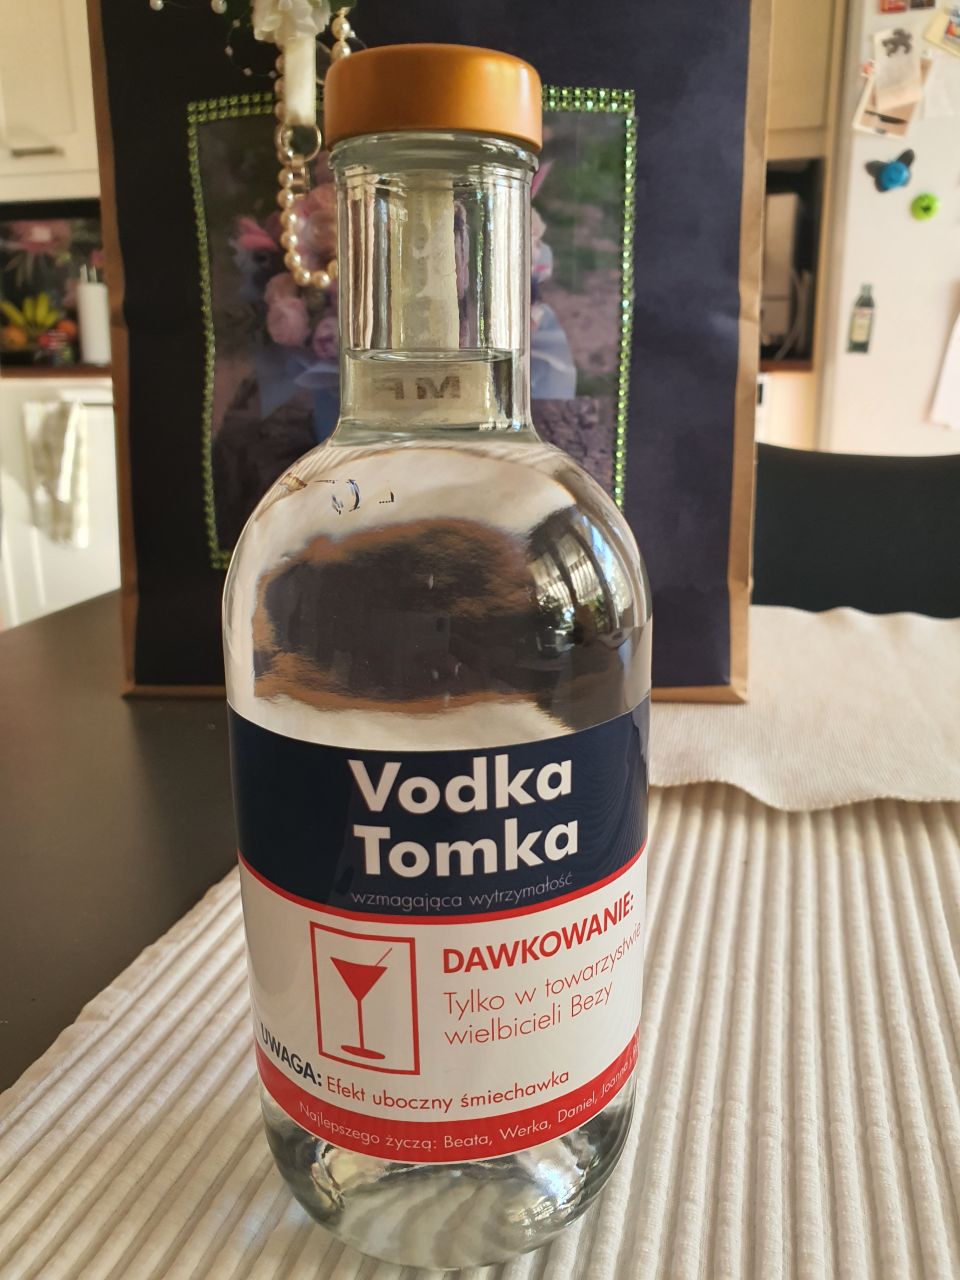 Vodka
Tomka
wzmagająca wytrzymałość
DAWKOWANIE:
Tylko w towarzystwie
wielbicieli Bezy
UWAGA: Efekt uboczny śmiechawka
Najlepszego życzą: Beata, Werka, Daniel, Joanna